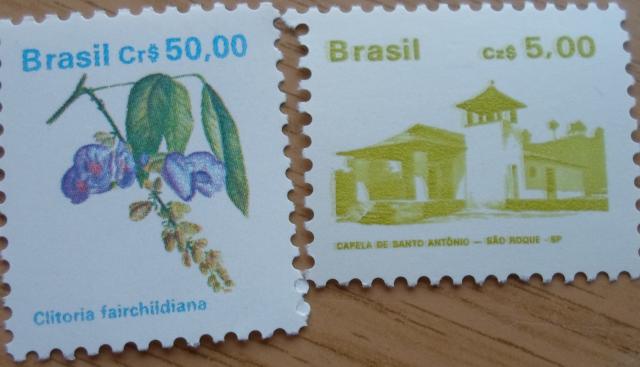 Brasil Cr$ 50,00
Clitoria fairchildiana
Brasil Cz$ 5,00
CAPELA DE SANTO ANTÔNIO — SÃO ROQUE - SP